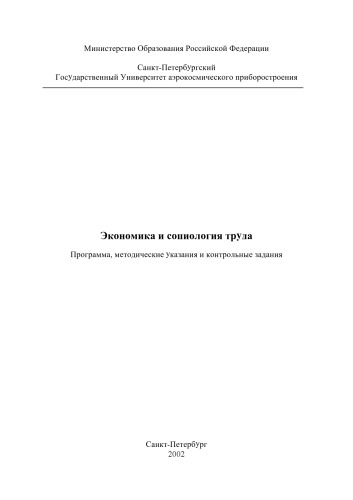 Министерство Образования Российской Федерации
Санкт-Петербургский
Государственный Университет аэрокосмического приборостроения
Экономика и социология труда
Программа, методические указания и контрольные задания
Санкт-Петербург
2002